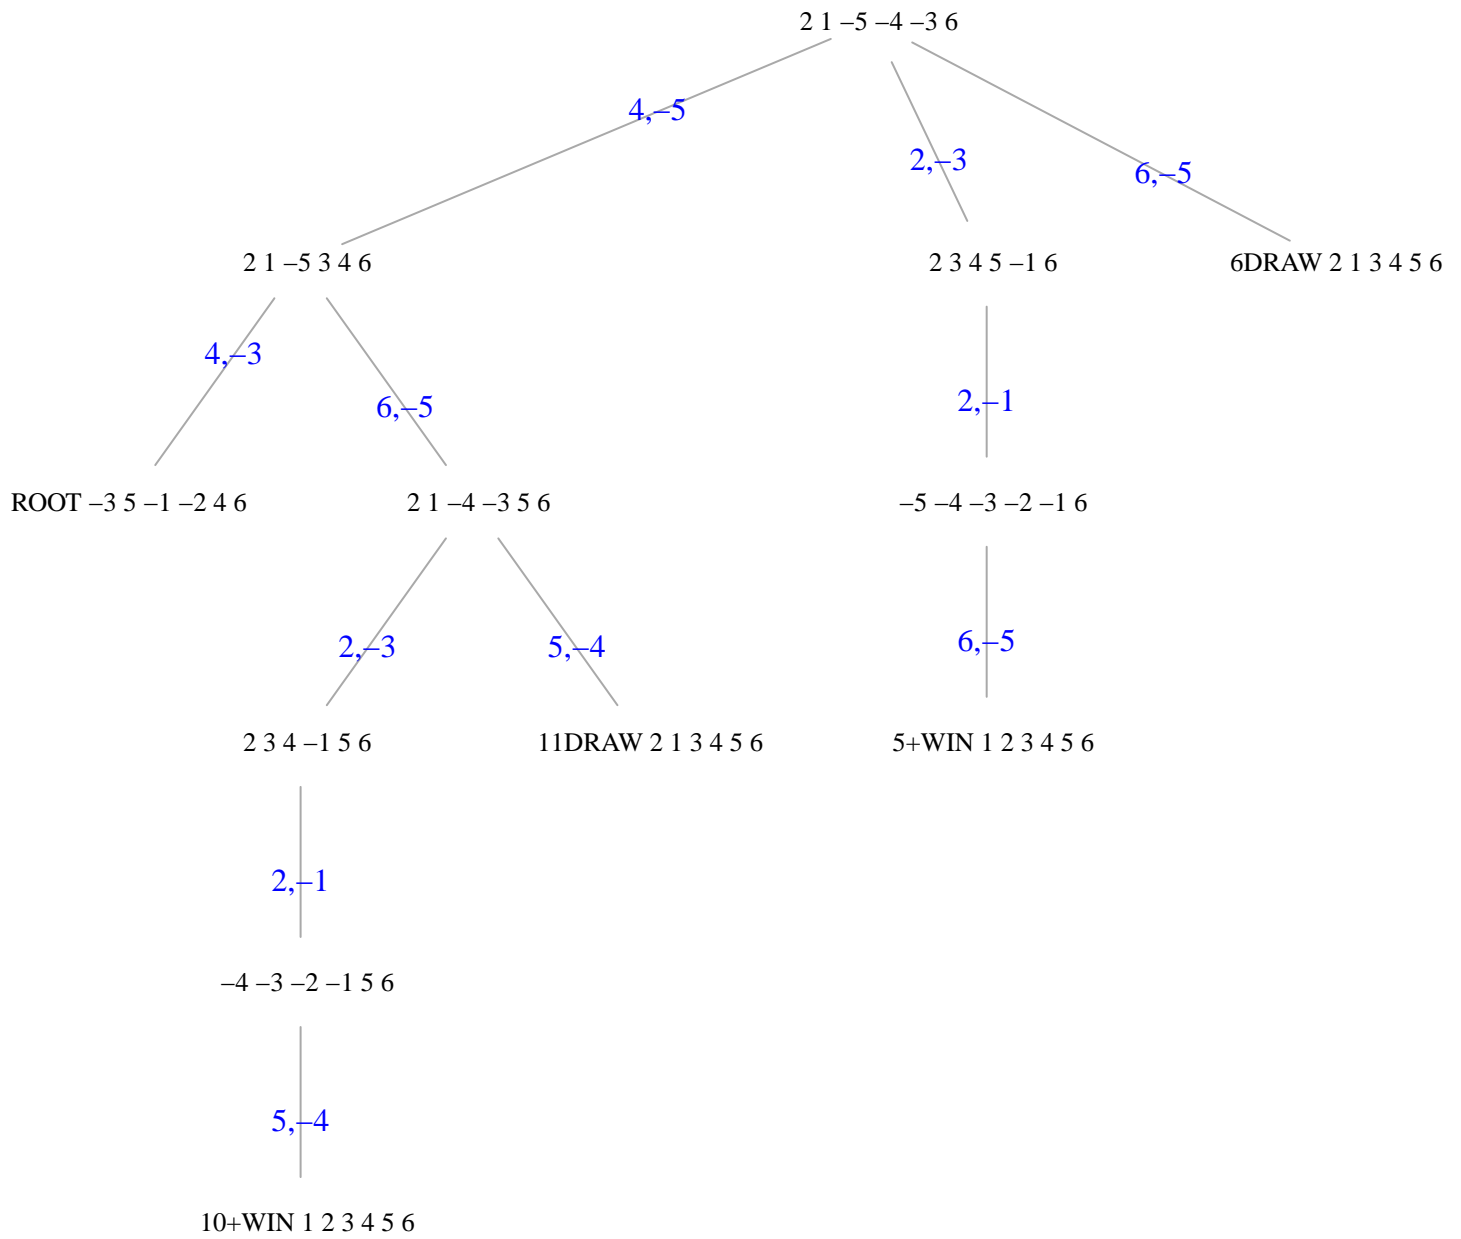 2 1 –5 –4 –3 6
4,–5
2,–3
6,–5
2 1 –5 3 4 6
2 3 4 5 –1 6
6DRAW 2 1 3 4 5 6
4,–3
6,–5
2,–1
ROOT –3 5 –1 –2 4 6
2 1 –4 –3 5 6
–5 –4 –3 –2 –1 6
2,–3
5,–4
6,–5
2 3 4 –1 5 6
11DRAW 2 1 3 4 5 6
5+WIN 1 2 3 4 5 6
2,–1
–4 –3 –2 –1 5 6
5,–4
10+WIN 1 2 3 4 5 6